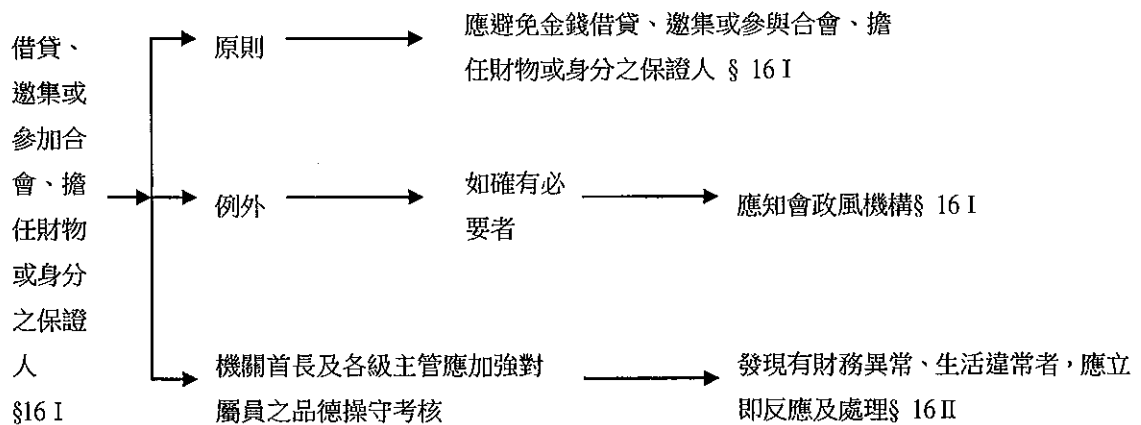 借貸、
邀集或
參加合
會、擔
任財物
或身分
之保證
人
§16 I
原則
應避免金錢借貸、邀集或參與合會、擔
任財物或身分之保證人 § 16 I
例外
如確有必
要者
應知會政風機構§ 16 I
機關首長及各級主管應加強對
屬員之品德操守考核
發現有財務異常、生活違常者,應立
即反應及處理§ 16 II